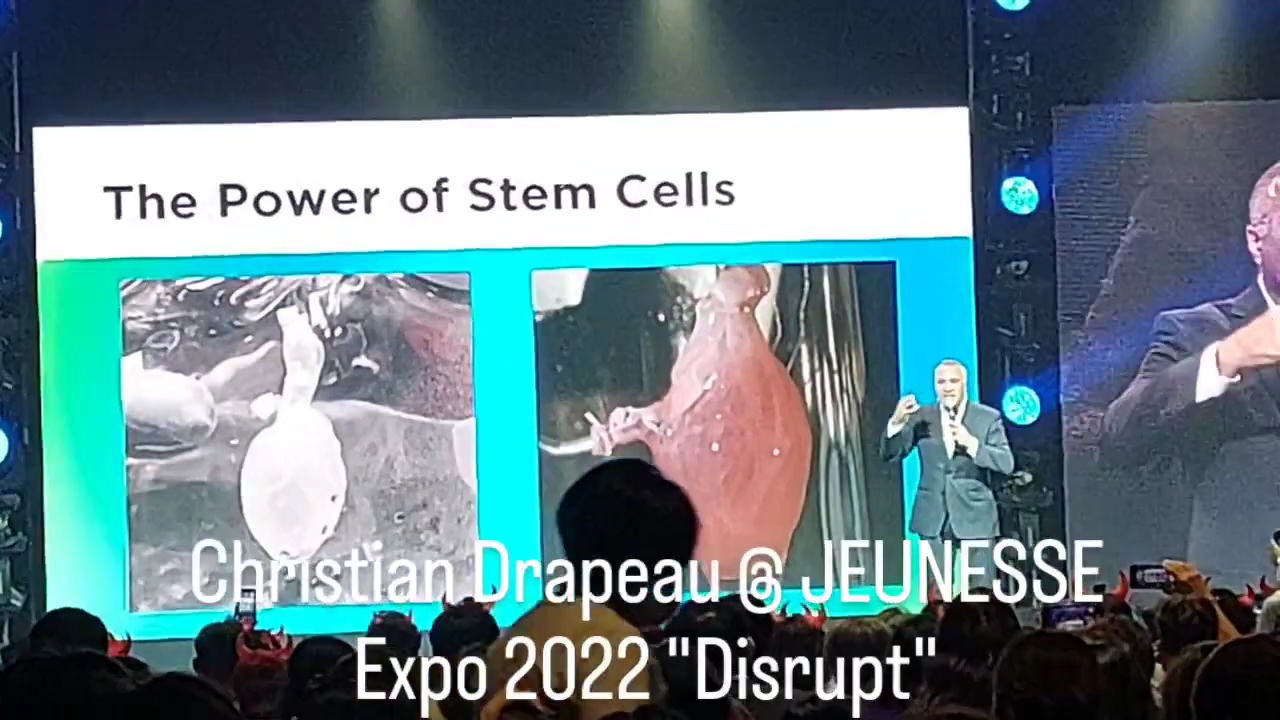 The Power of Stem Cells
Christian Drapeau @ JEUNESSE
Expo 2022 "Disrupt"